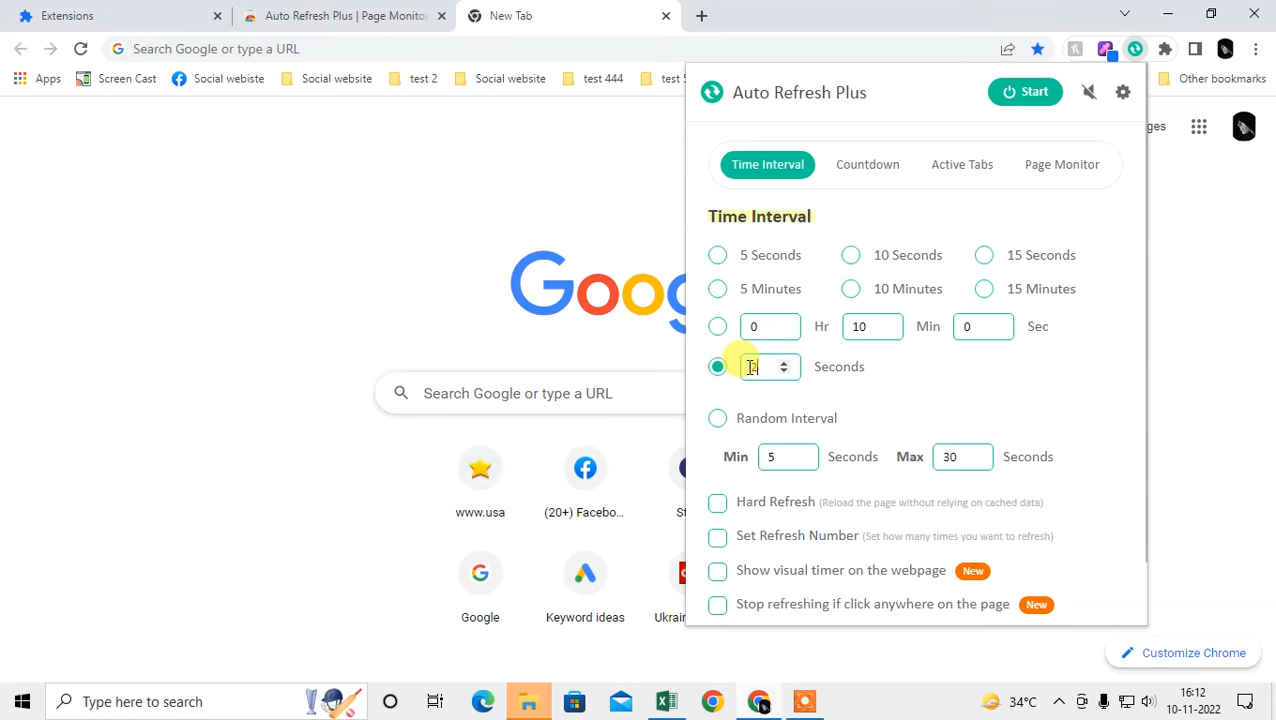 Extensions
Auto Refresh Plus | Page Monitor
New Tab
Search Google or type a URL
Apps
Screen Cast
Social webiste
Social website
test 2
Social website
test 444
test
Other bookmarks
Auto Refresh Plus
Start
Time Interval
Countdown
Active Tabs
Page Monitor
Time Interval
5 Seconds
10 Seconds
15 Seconds
5 Minutes
10 Minutes
15 Minutes
0 Hr 10 Min 0 Sec
Seconds
Random Interval
Min 5 Seconds Max 30 Seconds
Hard Refresh (Reload the page without relying on cached data)
Set Refresh Number (Set how many times you want to refresh)
Show visual timer on the webpage New
Stop refreshing if click anywhere on the page New
Goog
Search Google or type a URL
www.usa
(20+) Facebo...
St
Google
Keyword ideas
Ukrai
ges
Customize Chrome
Type here to search
34°C
16:12
10-11-2022